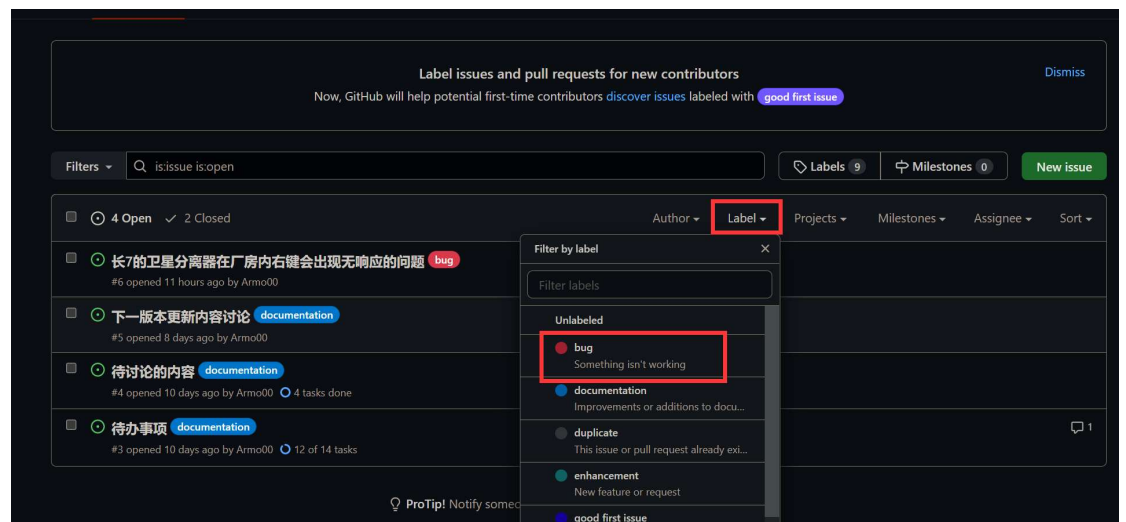 Label issues and pull requests for new contributors
Dismiss
Now, GitHub will help potential first-time contributors discover issues labeled with good first issue
Filters
is:issue is:open
Labels 9
Milestones 0
New issue
4 Open 2 Closed
Author
Label
Projects
Milestones
Assignee
Sort
长7的卫星分离器在厂房内右键会出现无响应的问题 bug
#6 opened 11 hours ago by Armo00
下一版本更新内容讨论 documentation
#5 opened 8 days ago by Armo00
待讨论的内容 documentation
#4 opened 10 days ago by Armo00 4 tasks done
待办事项 documentation
#3 opened 10 days ago by Armo00 12 of 14 tasks
1
Filter by label
Filter labels
Unlabeled
bug
Something isn't working
documentation
Improvements or additions to docu...
duplicate
This issue or pull request already exi...
enhancement
New feature or request
good first issue
ProTip! Notify someo